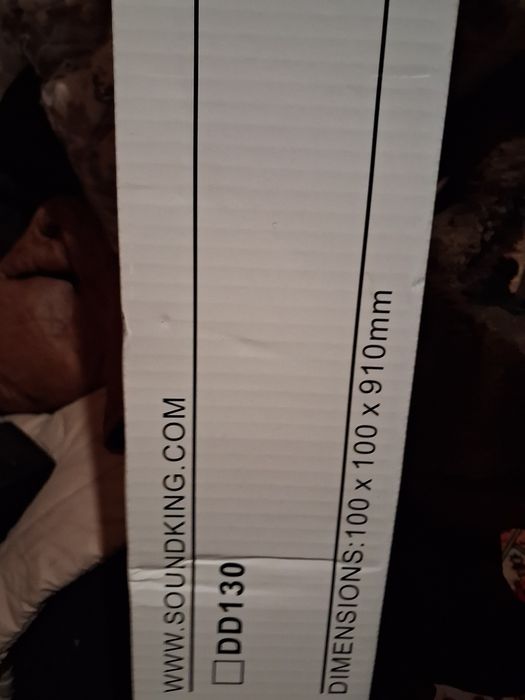 WWW.SOUNDKING.COM
☐DD130
DIMENSIONS:100 x 100 x 910mm